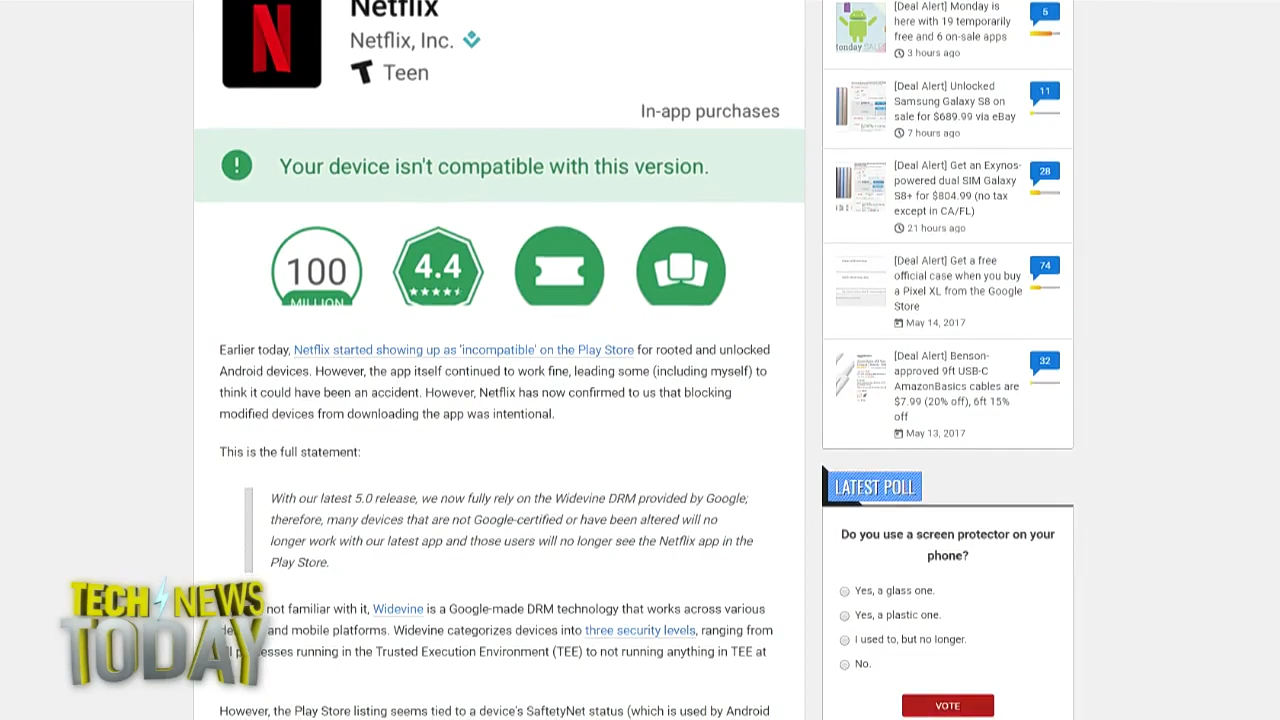 Netflix
Netflix, Inc.
Teen
In-app purchases
Your device isn't compatible with this version.
100
MILLION
4.4
Earlier today, Netflix started showing up as 'incompatible' on the Play Store for rooted and unlocked
Android devices. However, the app itself continued to work fine, leading some (including myself) to
think it could have been an accident. However, Netflix has now confirmed to us that blocking
modified devices from downloading the app was intentional.
This is the full statement:
With our latest 5.0 release, we now fully rely on the Widevine DRM provided by Google;
therefore, many devices that are not Google-certified or have been altered will no
longer work with our latest app and those users will no longer see the Netflix app in the
Play Store.
not familiar with it, Widevine is a Google-made DRM technology that works across various
and mobile platforms. Widevine categorizes devices into three security levels, ranging from
esses running in the Trusted Execution Environment (TEE) to not running anything in TEE at
However, the Play Store listing seems tied to a device's SaftetyNet status (which is used by Android
[Deal Alert] Monday is
here with 19 temporarily
free and 6 on-sale apps
3 hours ago
5
[Deal Alert] Unlocked
Samsung Galaxy S8 on
sale for $689.99 via eBay
7 hours ago
11
[Deal Alert] Get an Exynos-
powered dual SIM Galaxy
S8+ for $804.99 (no tax
except in CA/FL)
21 hours ago
28
[Deal Alert] Get a free
official case when you buy
a Pixel XL from the Google
Store
May 14, 2017
74
[Deal Alert] Benson-
approved 9ft USB-C
AmazonBasics cables are
$7.99 (20% off), 6ft 15%
off
May 13, 2017
32
LATEST POLL
Do you use a screen protector on your
phone?
Yes, a glass one.
Yes, a plastic one.
I used to, but no longer.
No.
VOTE
TECH NEWS
TODAY